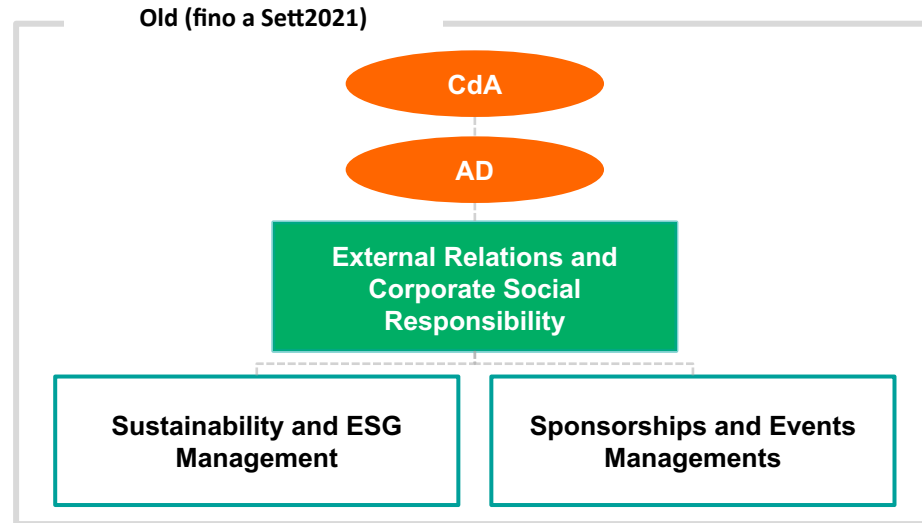 Old (fino a Sett2021)
CdA
AD
External Relations and
Corporate Social
Responsibility
Sustainability and ESG
Management
Sponsorships and Events
Managements